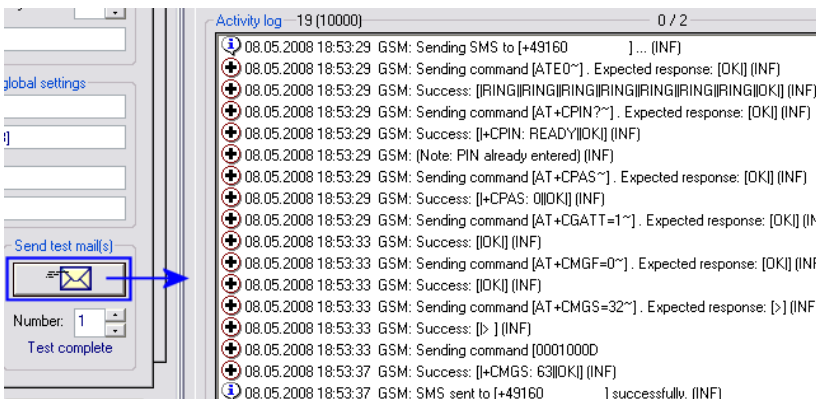 Activity log 19 (10000) 0 / 2
08.05.2008 18:53:29 GSM: Sending SMS to [+49160 ] ... (INF)
08.05.2008 18:53:29 GSM: Sending command [ATE0~] . Expected response: [OK|] (INF)
08.05.2008 18:53:29 GSM: Success: [|RING||RING||RING||RING||RING||RING||RING||OK|] (INF)
08.05.2008 18:53:29 GSM: Sending command [AT+CPIN?~] . Expected response: [OK|] (INF)
08.05.2008 18:53:29 GSM: Success: [|+CPIN: READY||OK|] (INF)
08.05.2008 18:53:29 GSM: (Note: PIN already entered) (INF)
08.05.2008 18:53:29 GSM: Sending command [AT+CPAS~] . Expected response: [OK|] (INF)
08.05.2008 18:53:29 GSM: Success: [|+CPAS: 0||OK|] (INF)
08.05.2008 18:53:29 GSM: Sending command [AT+CGATT=1~] . Expected response: [OK|] (IN
08.05.2008 18:53:33 GSM: Success: [|OK|] (INF)
08.05.2008 18:53:33 GSM: Sending command [AT+CMGF=0~] . Expected response: [OK|] (INF
08.05.2008 18:53:33 GSM: Success: [|OK|] (INF)
08.05.2008 18:53:33 GSM: Sending command [AT+CMGS=32~] . Expected response: [>] (INF
08.05.2008 18:53:33 GSM: Success: [|> ] (INF)
08.05.2008 18:53:33 GSM: Sending command [0001000D
08.05.2008 18:53:37 GSM: Success: [|+CMGS: 63||OK|] (INF)
08.05.2008 18:53:37 GSM: SMS sent to [+49160 ] successfully. (INF)
global settings
3]
Send test mail(s)
Number: 1
Test complete